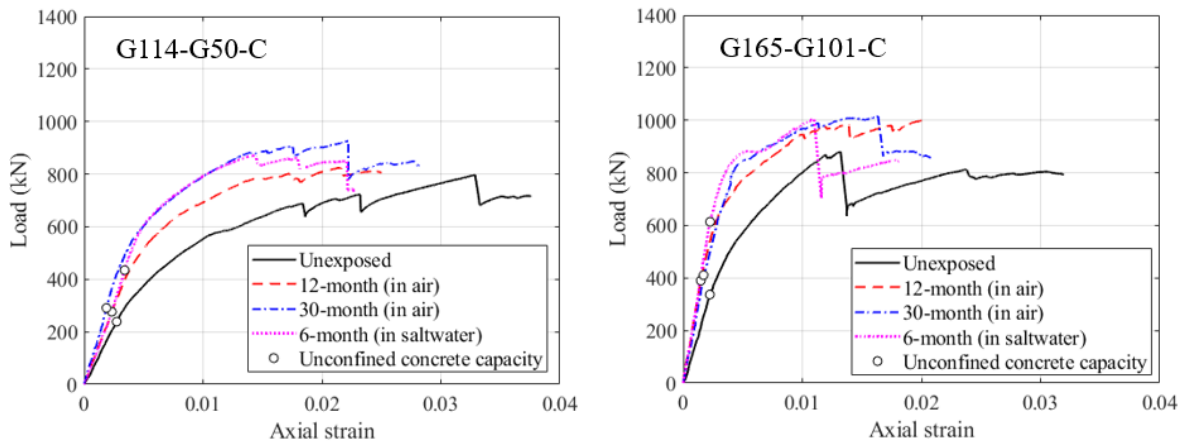 G114-G50-C
Load (kN)
1400
1200
1000
800
600
400
200
0
Unexposed
12-month (in air)
30-month (in air)
6-month (in saltwater)
Unconfined concrete capacity
0 0.01 0.02 0.03 0.04
Axial strain
G165-G101-C
Load (kN)
1400
1200
1000
800
600
400
200
0
Unexposed
12-month (in air)
30-month (in air)
6-month (in saltwater)
Unconfined concrete capacity
0 0.01 0.02 0.03 0.04
Axial strain